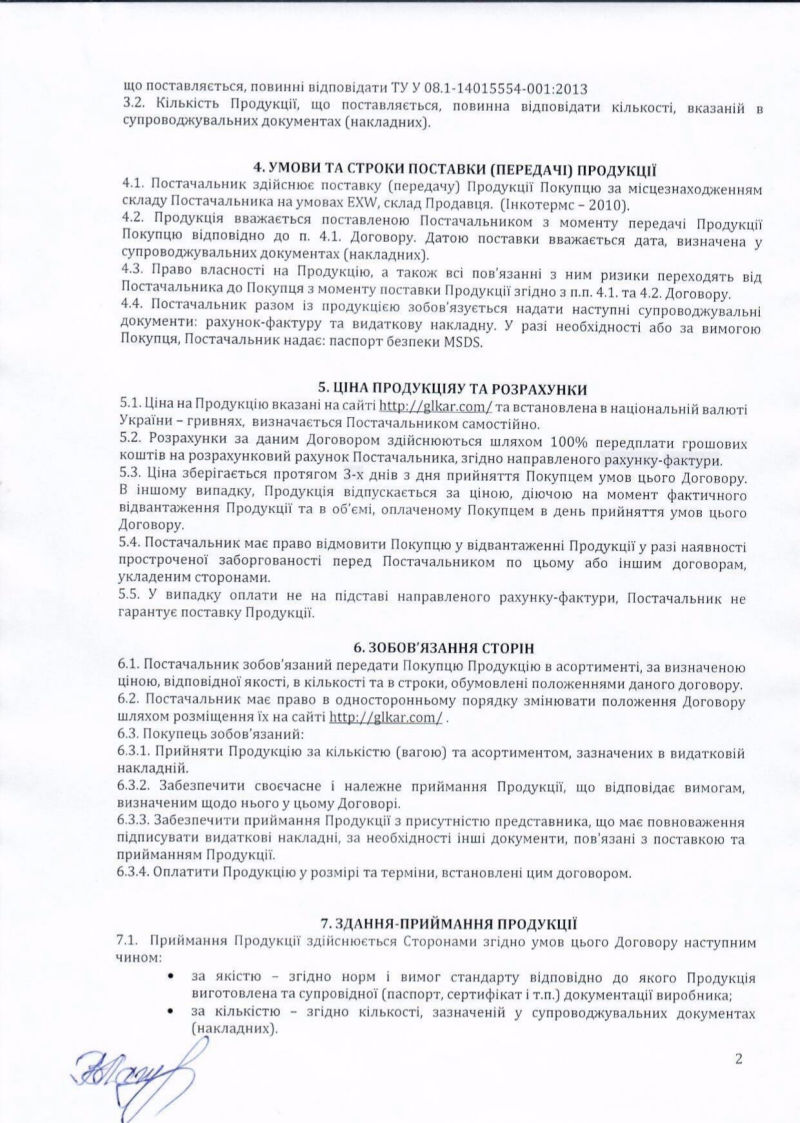 що поставляється, повинні відповідати ТУ У 08.1-14015554-001:2013
3.2. Кількість Продукції, що поставляється, повинна відповідати кількості, вказаній в
супроводжувальних документах (накладних).
4. УМОВИ ТА СТРОКИ ПОСТАВКИ (ПЕРЕДАЧІ) ПРОДУКЦІЇ
4.1. Постачальник здійснює поставку (передачу) Продукції Покупцю за місцезнаходженням
складу Постачальника на умовах EXW, склад Продавця. (Інкотермс – 2010).
4.2. Продукція вважається поставленою Постачальником з моменту передачі Продукції
Покупцю відповідно до п. 4.1. Договору. Датою поставки вважається дата, визначена у
супроводжувальних документах (накладних).
4.3. Право власності на Продукцію, а також всі пов'язанні з ним ризики переходять від
Постачальника до Покупця з моменту поставки Продукції згідно з п.п. 4.1. та 4.2. Договору.
4.4. Постачальник разом із продукцією зобов'язується надати наступні супроводжувальні
документи: рахунок-фактуру та видаткову накладну. У разі необхідності або за вимогою
Покупця, Постачальник надає: паспорт безпеки MSDS.
5. ЦІНА ПРОДУКЦІЯУ ТА РОЗРАХУНКИ
5.1. Ціна на Продукцію вказані на сайті http://glkar.com/ та встановлена в національній валюті
України – гривнях, визначається Постачальником самостійно.
5.2. Розрахунки за даним Договором здійснюються шляхом 100% передплати грошових
коштів на розрахунковий рахунок Постачальника, згідно направленого рахунку-фактури.
5.3. Ціна зберігається протягом 3-х днів з дня прийняття Покупцем умов цього Договору.
В іншому випадку, Продукція відпускається за ціною, діючою на момент фактичного
відвантаження Продукції та в об'ємі, оплаченому Покупцем в день прийняття умов цього
Договору.
5.4. Постачальник має право відмовити Покупцю у відвантаженні Продукції у разі наявності
простроченої заборгованості перед Постачальником по цьому або іншим договорам,
укладеним сторонами.
5.5. У випадку оплати не на підставі направленого рахунку-фактури, Постачальник не
гарантує поставку Продукції.
6. ЗОБОВ'ЯЗАННЯ СТОРІН
6.1. Постачальник зобов'язаний передати Покупцю Продукцію в асортименті, за визначеною
ціною, відповідної якості, в кількості та в строки, обумовлені положеннями даного договору.
6.2. Постачальник має право в односторонньому порядку змінювати положення Договору
шляхом розміщення їх на сайті http://glkar.com/ .
6.3. Покупець зобов'язаний:
6.3.1. Прийняти Продукцію за кількістю (вагою) та асортиментом, зазначених в видатковій
накладній.
6.3.2. Забезпечити своєчасне і належне приймання Продукції, що відповідає вимогам,
визначеним щодо нього у цьому Договорі.
6.3.3. Забезпечити приймання Продукції з присутністю представника, що має повноваження
підписувати видаткові накладні, за необхідності інші документи, пов'язані з поставкою та
прийманням Продукції.
6.3.4. Оплатити Продукцію у розмірі та терміни, встановлені цим договором.
7. ЗДАННЯ-ПРИЙМАННЯ ПРОДУКЦІЇ
7.1. Приймання Продукції здійснюється Сторонами згідно умов цього Договору наступним
чином:
• за якістю – згідно норм і вимог стандарту відповідно до якого Продукція
виготовлена та супровідної (паспорт, сертифікат і т.п.) документації виробника;
• за кількістю – згідно кількості, зазначеній у супроводжувальних документах
(накладних).
2